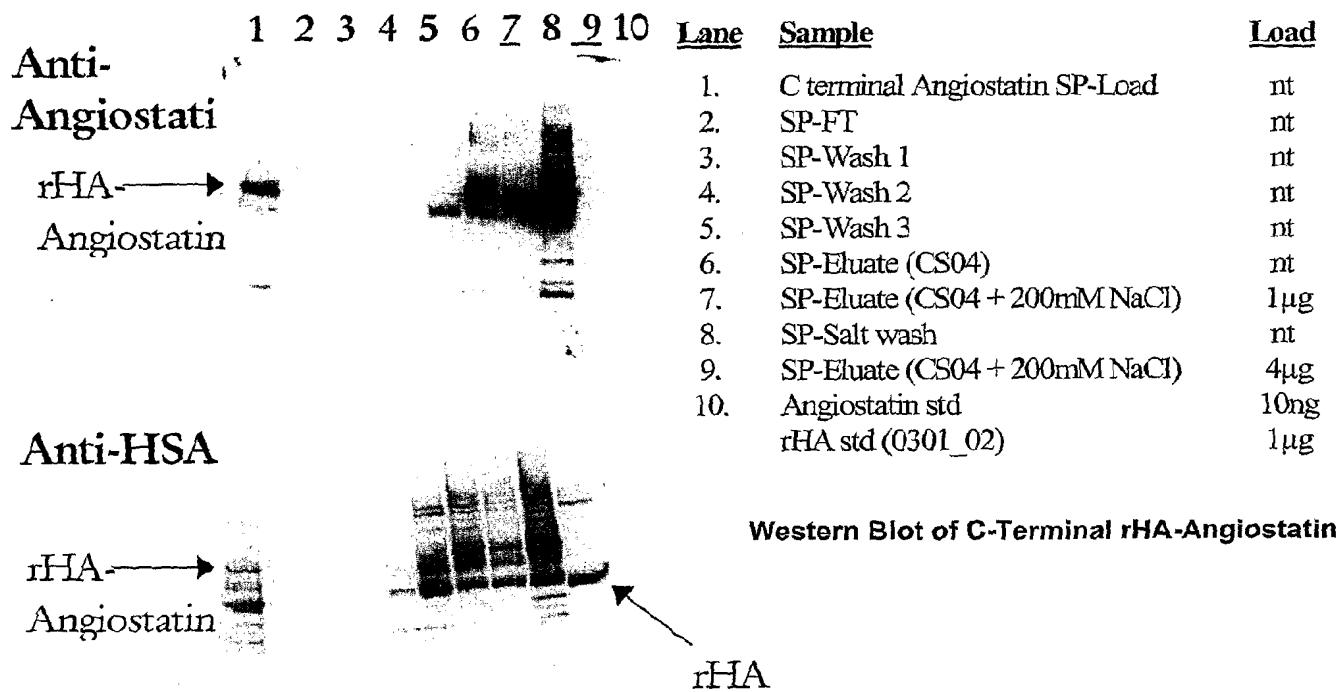 1 2 3 4 5 6 7 8 9 10
Anti-
Angiostati
rHA-
Angiostatin
Anti-HSA
rHA-
Angiostatin
rHA
Lane Sample Load
1. C terminal Angiostatin SP-Load nt
2. SP-FT nt
3. SP-Wash 1 nt
4. SP-Wash 2 nt
5. SP-Wash 3 nt
6. SP-Eluate (CS04) nt
7. SP-Eluate (CS04 + 200mM NaCl) 1µg
8. SP-Salt wash nt
9. SP-Eluate (CS04 + 200mM NaCl) 4µg
10. Angiostatin std 10ng
rHA std (0301_02) 1µg
Western Blot of C-Terminal rHA-Angiostatin